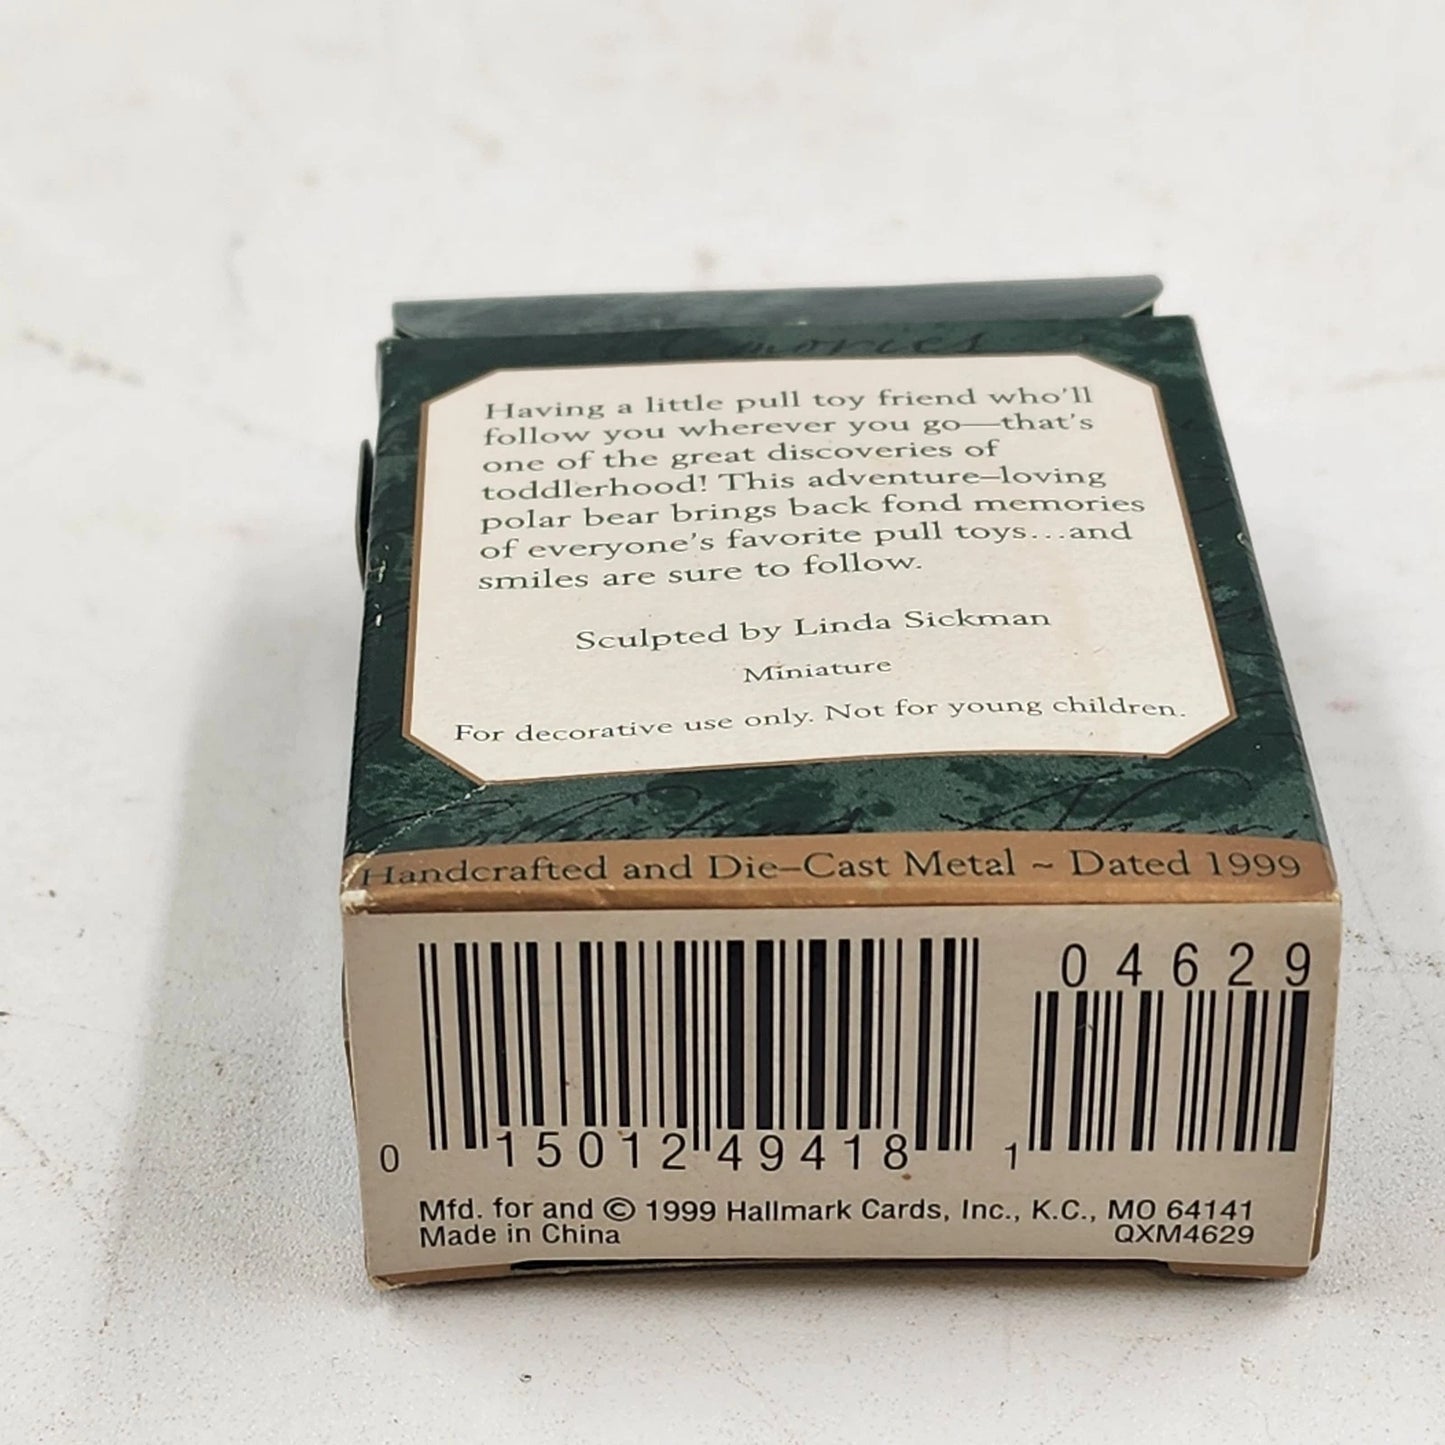 Memories
Having a little pull toy friend who'll
follow you wherever you go—that's
one of the great discoveries of
toddlerhood! This adventure–loving
polar bear brings back fond memories
of everyone's favorite pull toys...and
smiles are sure to follow.
Sculpted by Linda Sickman
Miniature
For decorative use only. Not for young children.
Handcrafted and Die–Cast Metal ~ Dated 1999
04629
0 15012 49418 1
Mfd. for and © 1999 Hallmark Cards, Inc., K.C., MO 64141
Made in China QXM4629